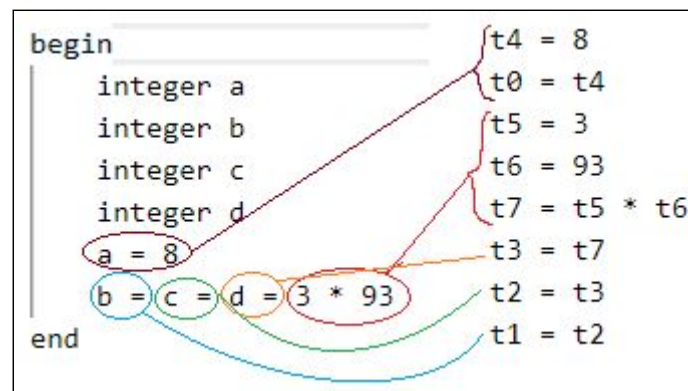 begin
integer a
integer b
integer c
integer d
a = 8
b = c = d = 3 * 93
end
t4 = 8
t0 = t4
t5 = 3
t6 = 93
t7 = t5 * t6
t3 = t7
t2 = t3
t1 = t2